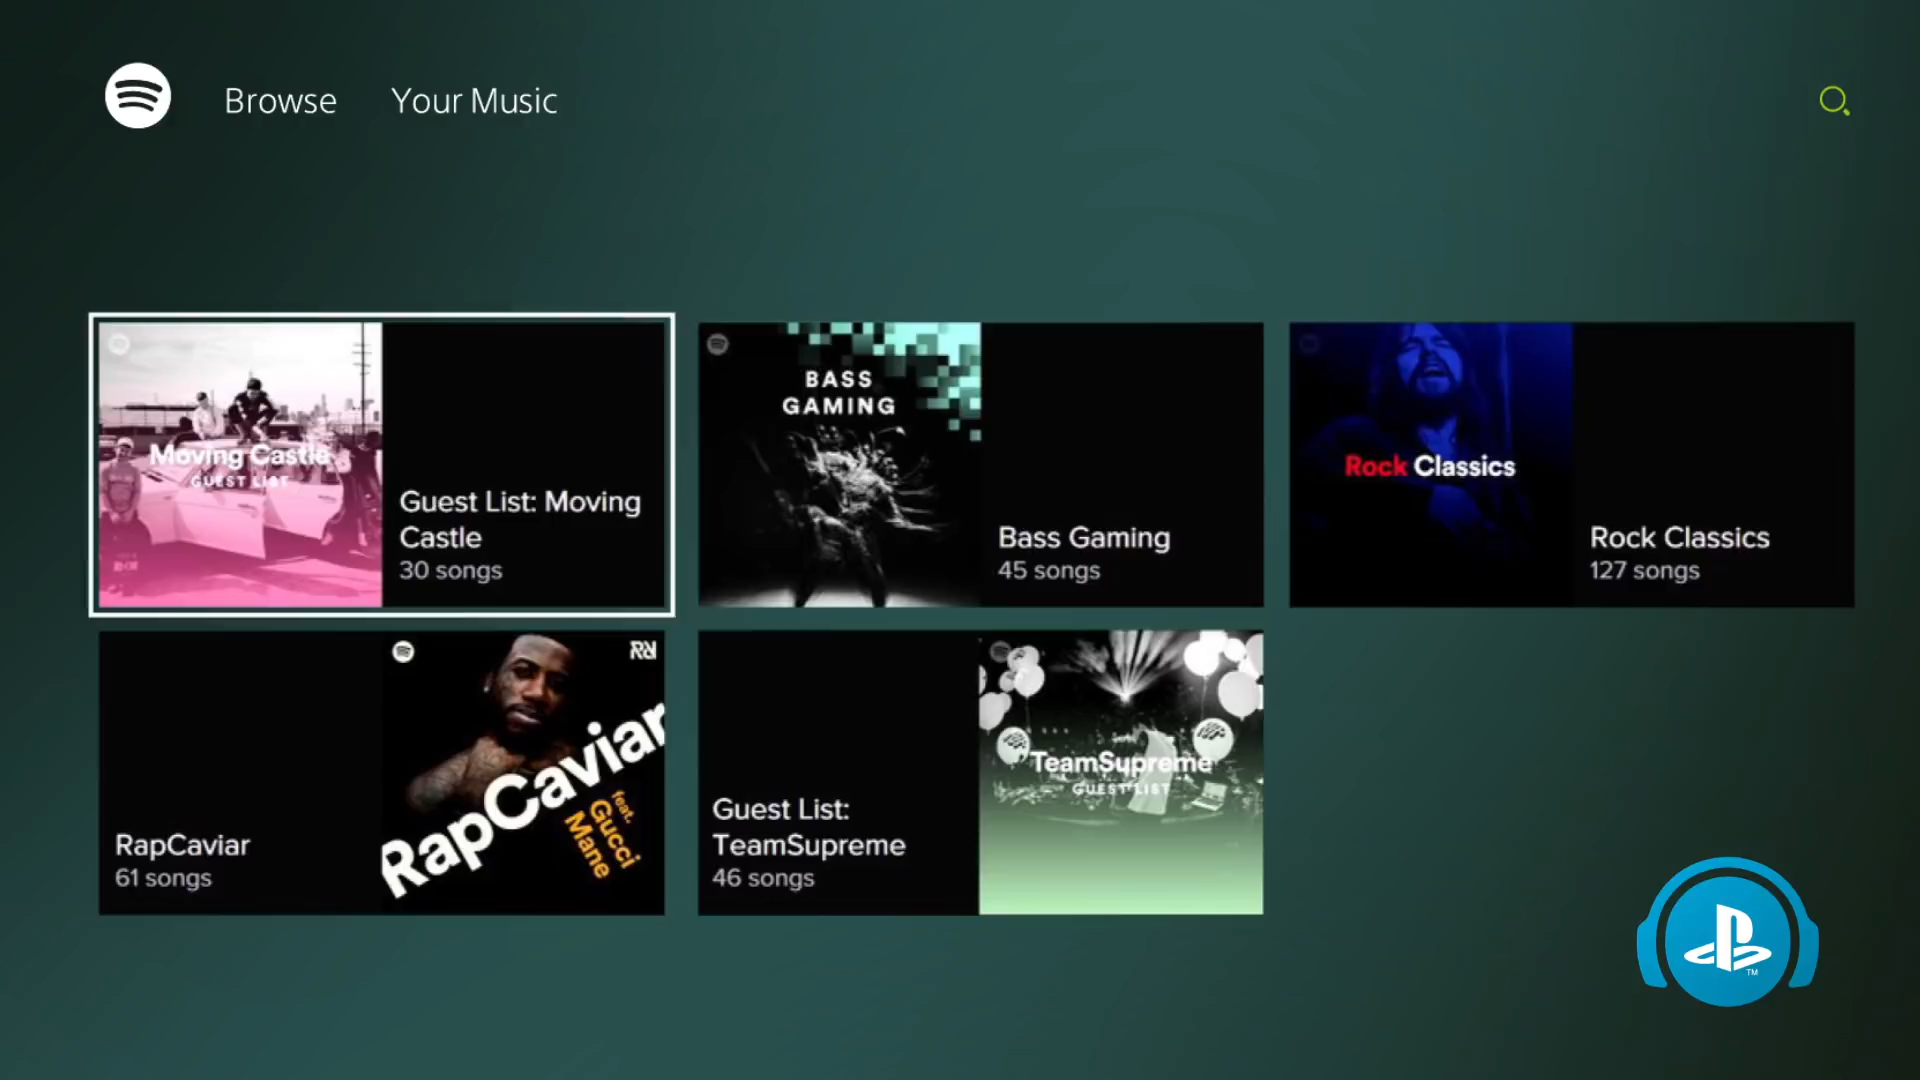 Browse
Your Music
Moving Castle
GUEST LIST
Guest List: Moving
Castle
30 songs
BASS
GAMING
Bass Gaming
45 songs
Rock Classics
Rock Classics
127 songs
RapCaviar
61 songs
RapCaviar
feat.
Gucci
Mane
Guest List:
TeamSupreme
46 songs
TeamSupreme
GUEST LIST
TM